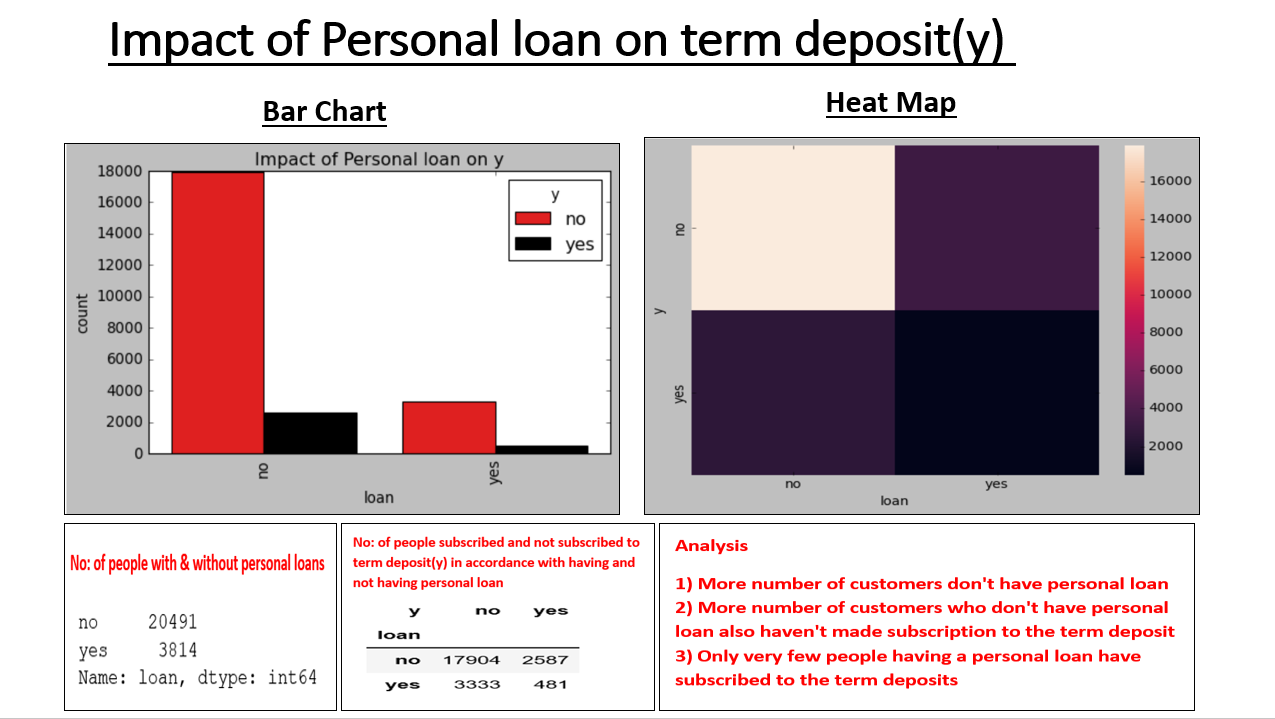 Impact of Personal loan on term deposit(y)
Bar Chart
Heat Map
Impact of Personal loan on y
18000
16000
14000
12000
10000
8000
6000
4000
2000
0
count
no
yes
loan
y
no
yes
no
yes
y
no
yes
loan
16000
14000
12000
10000
8000
6000
4000
2000
No: of people with & without personal loans
no 20491
yes 3814
Name: loan, dtype: int64
No: of people subscribed and not subscribed to
term deposit(y) in accordance with having and
not having personal loan
y no yes
loan
no 17904 2587
yes 3333 481
Analysis
1) More number of customers don't have personal loan
2) More number of customers who don't have personal
loan also haven't made subscription to the term deposit
3) Only very few people having a personal loan have
subscribed to the term deposits